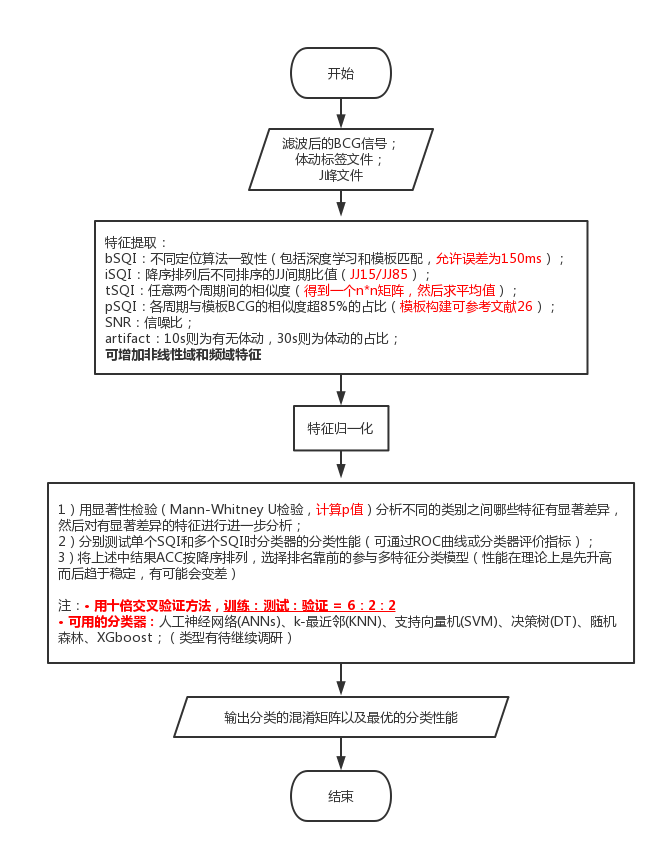 开始
滤波后的BCG信号；
体动标签文件；
J峰文件
特征提取：
bSQI：不同定位算法一致性（包括深度学习和模板匹配，允许误差为150ms）；
iSQI：降序排列后不同排序的JJ间期比值（JJ15/JJ85）；
tSQI：任意两个周期间的相似度（得到一个n*n矩阵，然后求平均值）；
pSQI：各周期与模板BCG的相似度超85%的占比（模板构建可参考文献26）；
SNR：信噪比；
artifact：10s则为有无体动，30s则为体动的占比；
可增加非线性域和频域特征
特征归一化
1）用显著性检验（Mann-Whitney U检验，计算p值）分析不同的类别之间哪些特征有显著差异，
然后对有显著差异的特征进行进一步分析；
2）分别测试单个SQI和多个SQI时分类器的分类性能（可通过ROC曲线或分类器评价指标）；
3）将上述中结果ACC按降序排列，选择排名靠前的参与多特征分类模型（性能在理论上是先升高
而后趋于稳定，有可能会变差）
注：• 用十倍交叉验证方法，训练：测试：验证 = 6：2：2
• 可用的分类器：人工神经网络(ANNs)、k-最近邻(KNN)、支持向量机(SVM)、决策树(DT)、随机
森林、XGboost；（类型有待继续调研）
输出分类的混淆矩阵以及最优的分类性能
结束